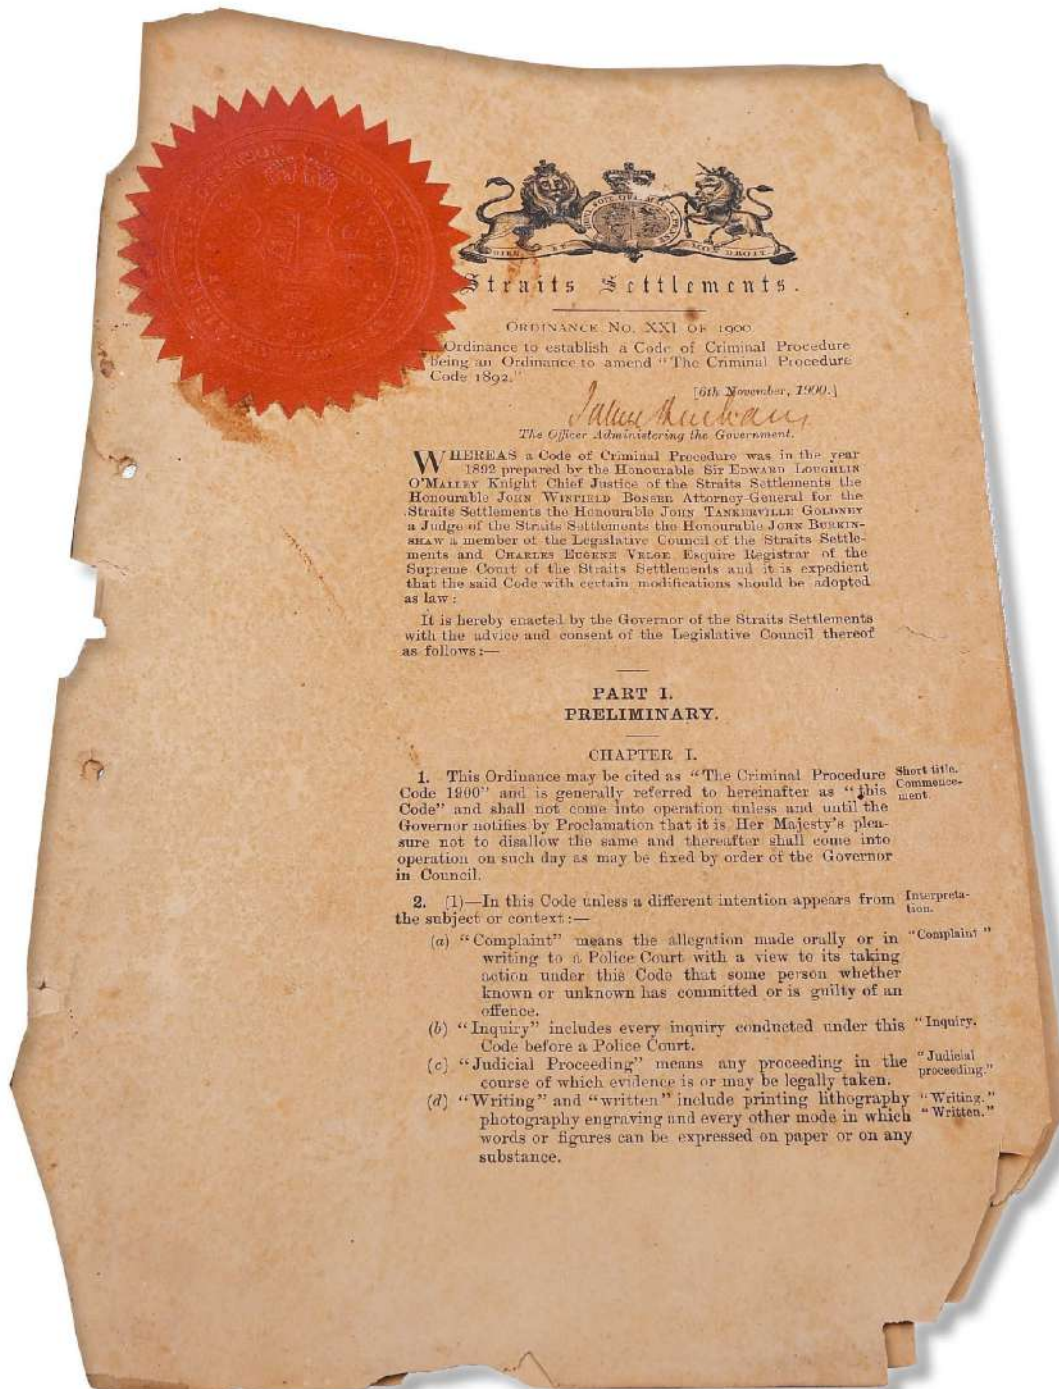 DIEU ET MON DROIT
Straits Settlements.
ORDINANCE No. XXI OF 1900
Ordinance to establish a Code of Criminal Procedure
being an Ordinance to amend "The Criminal Procedure
Code 1892."
[6th November, 1900.]
The Officer Administering the Government.
WHEREAS a Code of Criminal Procedure was in the year
1892 prepared by the Honourable Sir EDWARD LOUGHLIN
O'MALLEY Knight Chief Justice of the Straits Settlements the
Honourable JOHN WINFIELD BONSER Attorney-General for the
Straits Settlements the Honourable JOHN TANKERVILLE GOLDNEY
a Judge of the Straits Settlements the Honourable JOHN BURKIN-
SHAW a member of the Legislative Council of the Straits Settle-
ments and CHARLES EUGENE VELGE Esquire Registrar of the
Supreme Court of the Straits Settlements and it is expedient
that the said Code with certain modifications should be adopted
as law:
It is hereby enacted by the Governor of the Straits Settlements
with the advice and consent of the Legislative Council thereof
as follows:—
PART I.
PRELIMINARY.
CHAPTER I.
1. This Ordinance may be cited as "The Criminal Procedure Short title.
Code 1900" and is generally referred to hereinafter as "this Commence-
Code" and shall not come into operation unless and until the ment.
Governor notifies by Proclamation that it is Her Majesty's plea-
sure not to disallow the same and thereafter shall come into
operation on such day as may be fixed by order of the Governor
in Council.
2. (1)—In this Code unless a different intention appears from Interpreta-
the subject or context:— tion.
(a) "Complaint" means the allegation made orally or in "Complaint"
writing to a Police Court with a view to its taking
action under this Code that some person whether
known or unknown has committed or is guilty of an
offence.
(b) "Inquiry" includes every inquiry conducted under this "Inquiry.
Code before a Police Court.
(c) "Judicial Proceeding" means any proceeding in the "Judicial
course of which evidence is or may be legally taken. proceeding."
(d) "Writing" and "written" include printing lithography "Writing."
photography engraving and every other mode in which "Written."
words or figures can be expressed on paper or on any
substance.